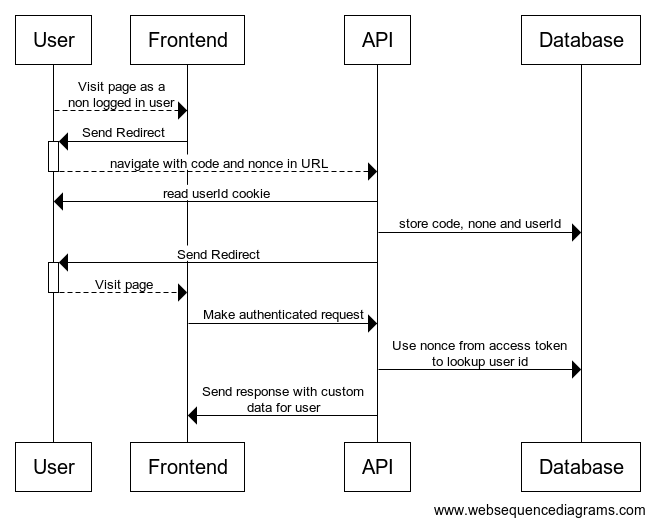 User
Frontend
API
Database
Visit page as a
non logged in user
Send Redirect
navigate with code and nonce in URL
read userId cookie
store code, none and userId
Send Redirect
Visit page
Make authenticated request
Use nonce from access token
to lookup user id
Send response with custom
data for user
User
Frontend
API
Database
www.websequencediagrams.com